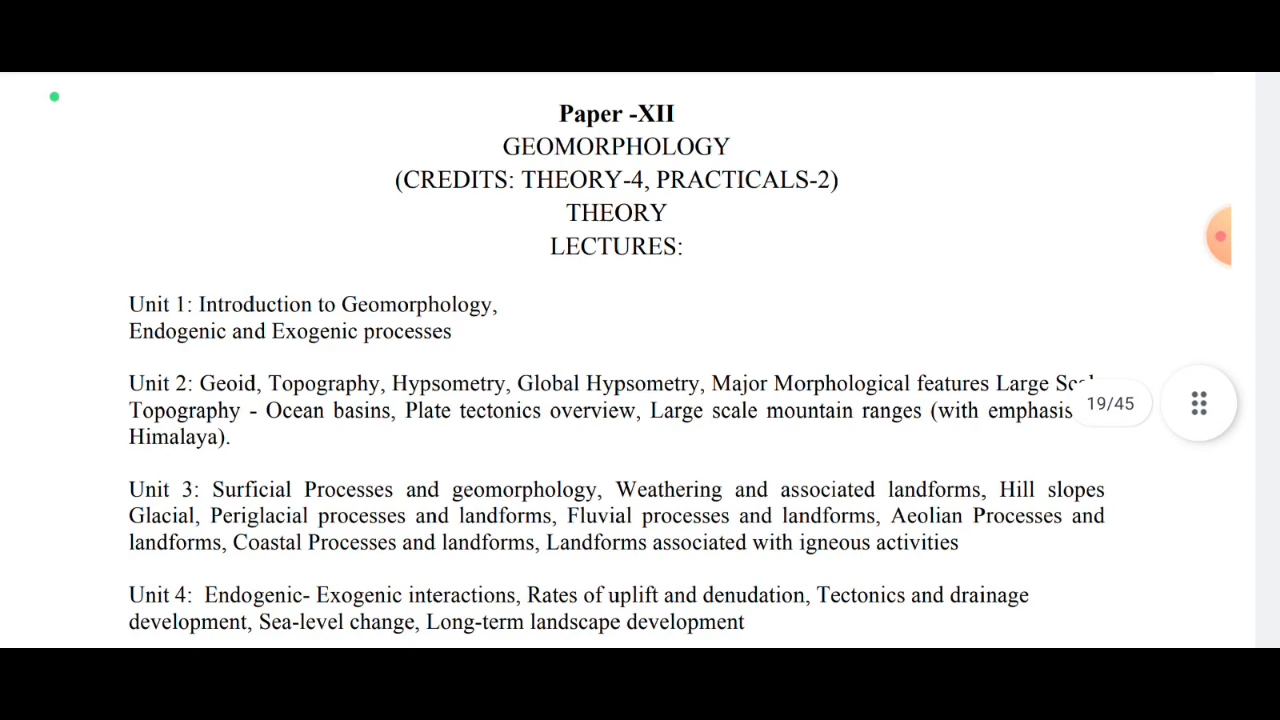 Paper -XII
GEOMORPHOLOGY
(CREDITS: THEORY-4, PRACTICALS-2)
THEORY
LECTURES:
Unit 1: Introduction to Geomorphology,
Endogenic and Exogenic processes
Unit 2: Geoid, Topography, Hypsometry, Global Hypsometry, Major Morphological features Large
Topography - Ocean basins, Plate tectonics overview, Large scale mountain ranges (with emphasis
19/45
Himalaya).
Unit 3: Surficial Processes and geomorphology, Weathering and associated landforms, Hill slopes
Glacial, Periglacial processes and landforms, Fluvial processes and landforms, Aeolian Processes and
landforms, Coastal Processes and landforms, Landforms associated with igneous activities
Unit 4: Endogenic- Exogenic interactions, Rates of uplift and denudation, Tectonics and drainage
development, Sea-level change, Long-term landscape development